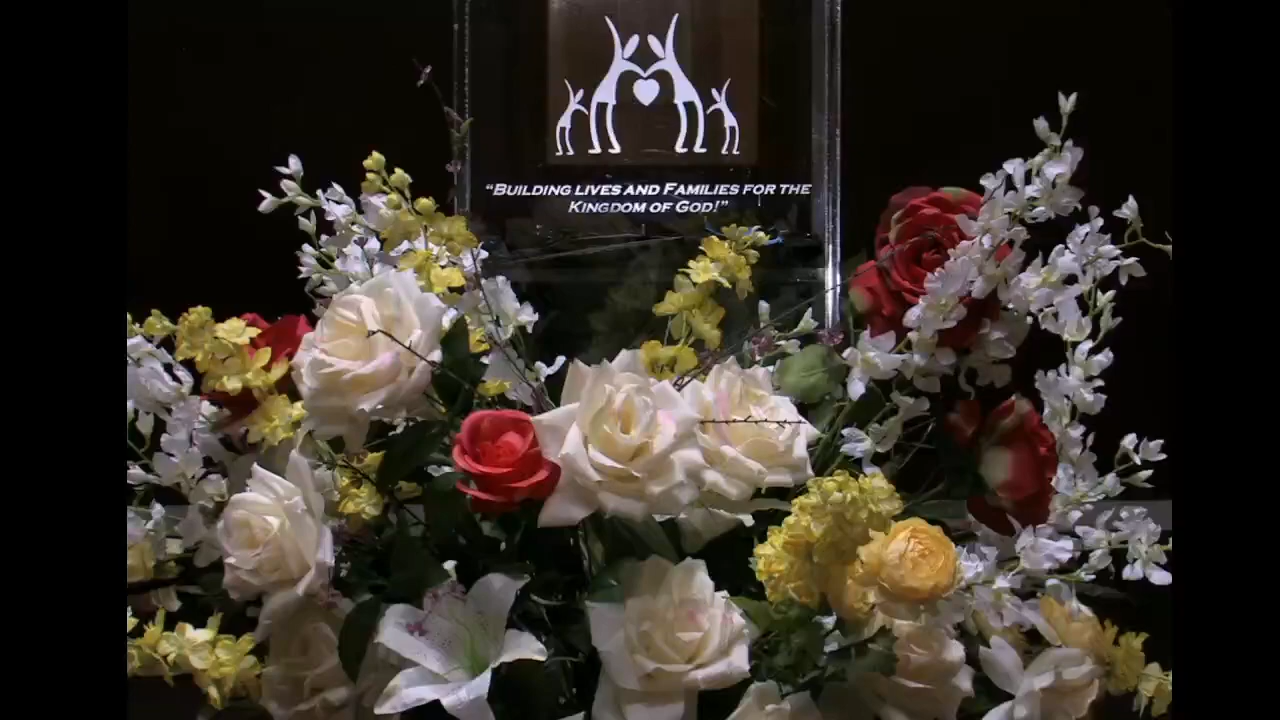 “Building lives and Families for the
Kingdom of God!”